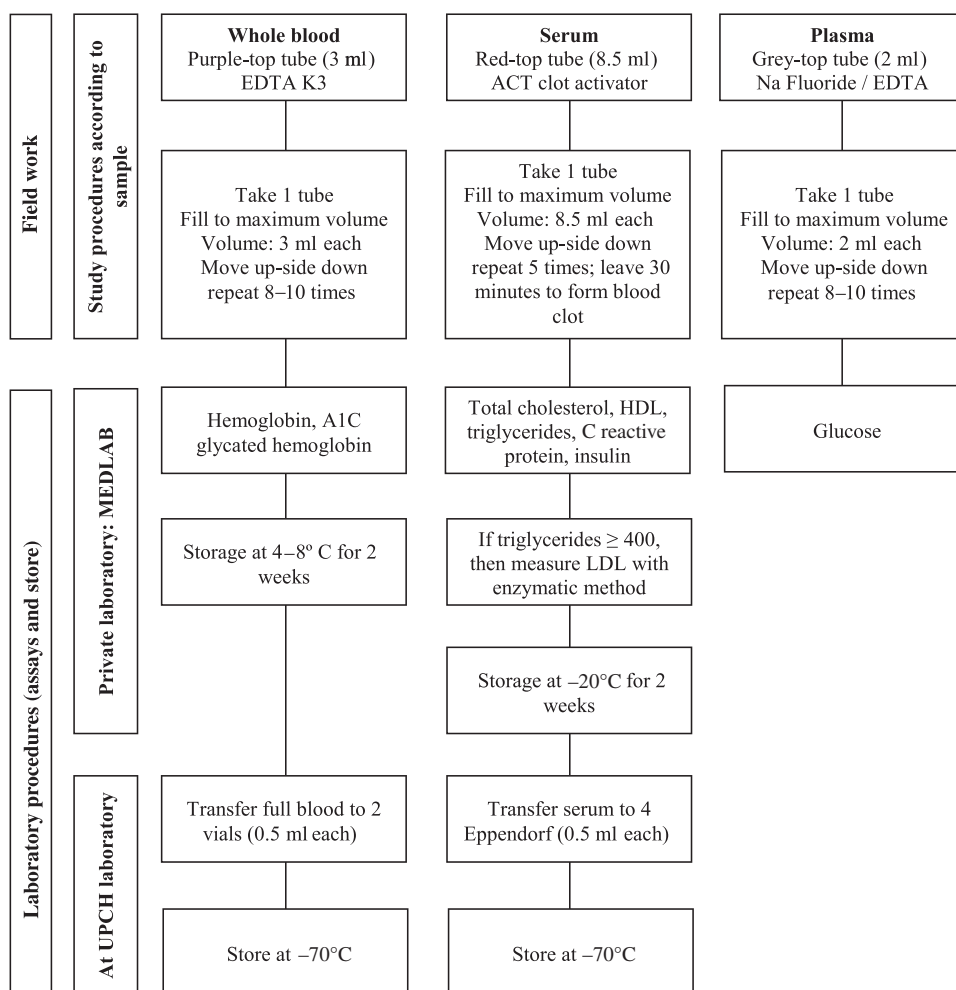 Field work
Study procedures according to
sample
Whole blood
Purple-top tube (3 ml)
EDTA K3
Serum
Red-top tube (8.5 ml)
ACT clot activator
Plasma
Grey-top tube (2 ml)
Na Fluoride / EDTA
Take 1 tube
Fill to maximum volume
Volume: 3 ml each
Move up-side down
repeat 8–10 times
Take 1 tube
Fill to maximum volume
Volume: 8.5 ml each
Move up-side down
repeat 5 times; leave 30
minutes to form blood
clot
Take 1 tube
Fill to maximum volume
Volume: 2 ml each
Move up-side down
repeat 8–10 times
Laboratory procedures (assays and store)
Private laboratory: MEDLAB
Hemoglobin, A1C
glycated hemoglobin
Total cholesterol, HDL,
triglycerides, C reactive
protein, insulin
Glucose
Storage at 4–8º C for 2
weeks
If triglycerides ≥ 400,
then measure LDL with
enzymatic method
Storage at –20°C for 2
weeks
At UPCH laboratory
Transfer full blood to 2
vials (0.5 ml each)
Transfer serum to 4
Eppendorf (0.5 ml each)
Store at –70°C
Store at –70°C